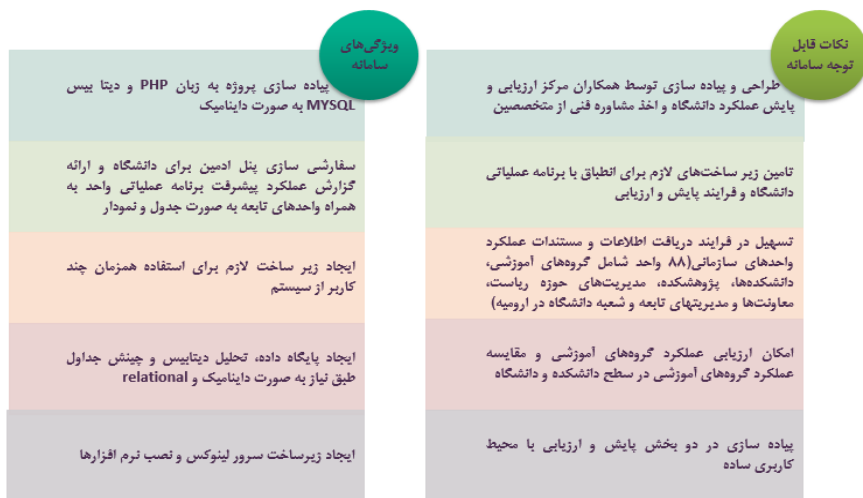 نکات قابل
توجه سامانه
طراحی و پیاده سازی توسط همکاران مرکز ارزیابی و
پایش عملکرد دانشگاه و اخذ مشاوره فنی از متخصصین
تامین زیر ساخت‌های لازم برای انطباق با برنامه عملیاتی
دانشگاه و فرایند پایش و ارزیابی
تسهیل در فرایند دریافت اطلاعات و مستندات عملکرد
واحدهای سازمانی(۸۸ واحد شامل گروه‌های آموزشی،
دانشکده‌ها، پژوهشکده، مدیریت‌های حوزه ریاست،
معاونت‌ها و مدیریتهای تابعه و شعبه دانشگاه در ارومیه)
امکان ارزیابی عملکرد گروه‌های آموزشی و مقایسه
عملکرد گروه‌های آموزشی در سطح دانشکده و دانشگاه
پیاده سازی در دو بخش پایش و ارزیابی با محیط
کاربری ساده
ویژگی‌های
سامانه
پیاده سازی پروژه به زبان PHP و دیتا بیس
MYSQL به صورت داینامیک
سفارشی سازی پنل ادمین برای دانشگاه و ارائه
گزارش عملکرد پیشرفت برنامه عملیاتی واحد به
همراه واحدهای تابعه به صورت جدول و نمودار
ایجاد زیر ساخت لازم برای استفاده همزمان چند
کاربر از سیستم
ایجاد پایگاه داده، تحلیل دیتابیس و چینش جداول
طبق نیاز به صورت داینامیک و relational
ایجاد زیرساخت سرور لینوکس و نصب نرم افزارها